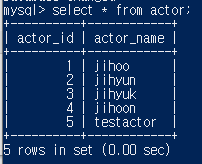 mysql> select * from actor;
+----------+------------+
| actor_id | actor_name |
+----------+------------+
| 1 | jihoo |
| 2 | jihyun |
| 3 | jihyuk |
| 4 | jihoon |
| 5 | testactor |
+----------+------------+
5 rows in set (0.00 sec)